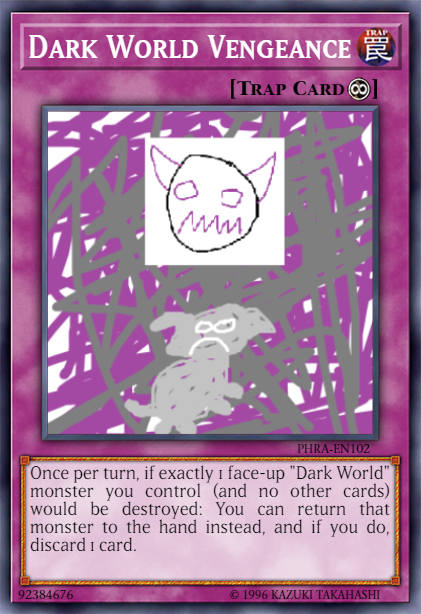 DARK WORLD VENGEANCE
TRAP
罠
[TRAP CARD]
PHRA-EN102
Once per turn, if exactly 1 face-up "Dark World"
monster you control (and no other cards)
would be destroyed: You can return that
monster to the hand instead, and if you do,
discard 1 card.
92384676
© 1996 KAZUKI TAKAHASHI